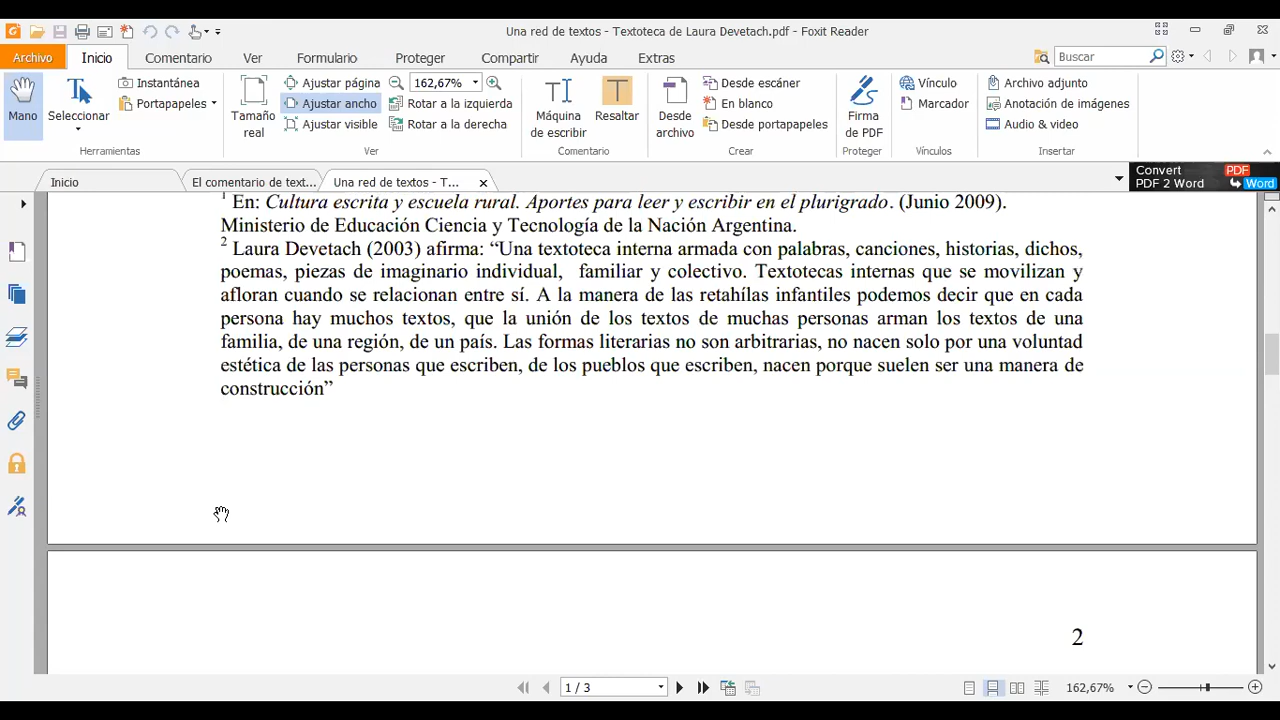 Una red de textos - Textoteca de Laura Devetach.pdf - Foxit Reader
Archivo Inicio Comentario Ver Formulario Proteger Compartir Ayuda Extras Buscar
Mano
Seleccionar
Instantánea
Portapapeles
Herramientas
Tamaño
real
Ajustar página
Ajustar ancho
Ajustar visible
162,67%
Rotar a la izquierda
Rotar a la derecha
Ver
Máquina
de escribir
Resaltar
Comentario
Desde
archivo
Desde escáner
En blanco
Desde portapapeles
Crear
Firma
de PDF
Proteger
Vínculo
Marcador
Vínculos
Archivo adjunto
Anotación de imágenes
Audio & video
Insertar
Inicio El comentario de text... Una red de textos - T...
Convert PDF
PDF 2 Word Word
1 En: Cultura escrita y escuela rural. Aportes para leer y escribir en el plurigrado. (Junio 2009).
Ministerio de Educación Ciencia y Tecnología de la Nación Argentina.
2 Laura Devetach (2003) afirma: “Una textoteca interna armada con palabras, canciones, historias, dichos,
poemas, piezas de imaginario individual, familiar y colectivo. Textotecas internas que se movilizan y
afloran cuando se relacionan entre sí. A la manera de las retahílas infantiles podemos decir que en cada
persona hay muchos textos, que la unión de los textos de muchas personas arman los textos de una
familia, de una región, de un país. Las formas literarias no son arbitrarias, no nacen solo por una voluntad
estética de las personas que escriben, de los pueblos que escriben, nacen porque suelen ser una manera de
construcción”
2
1 / 3
162,67%